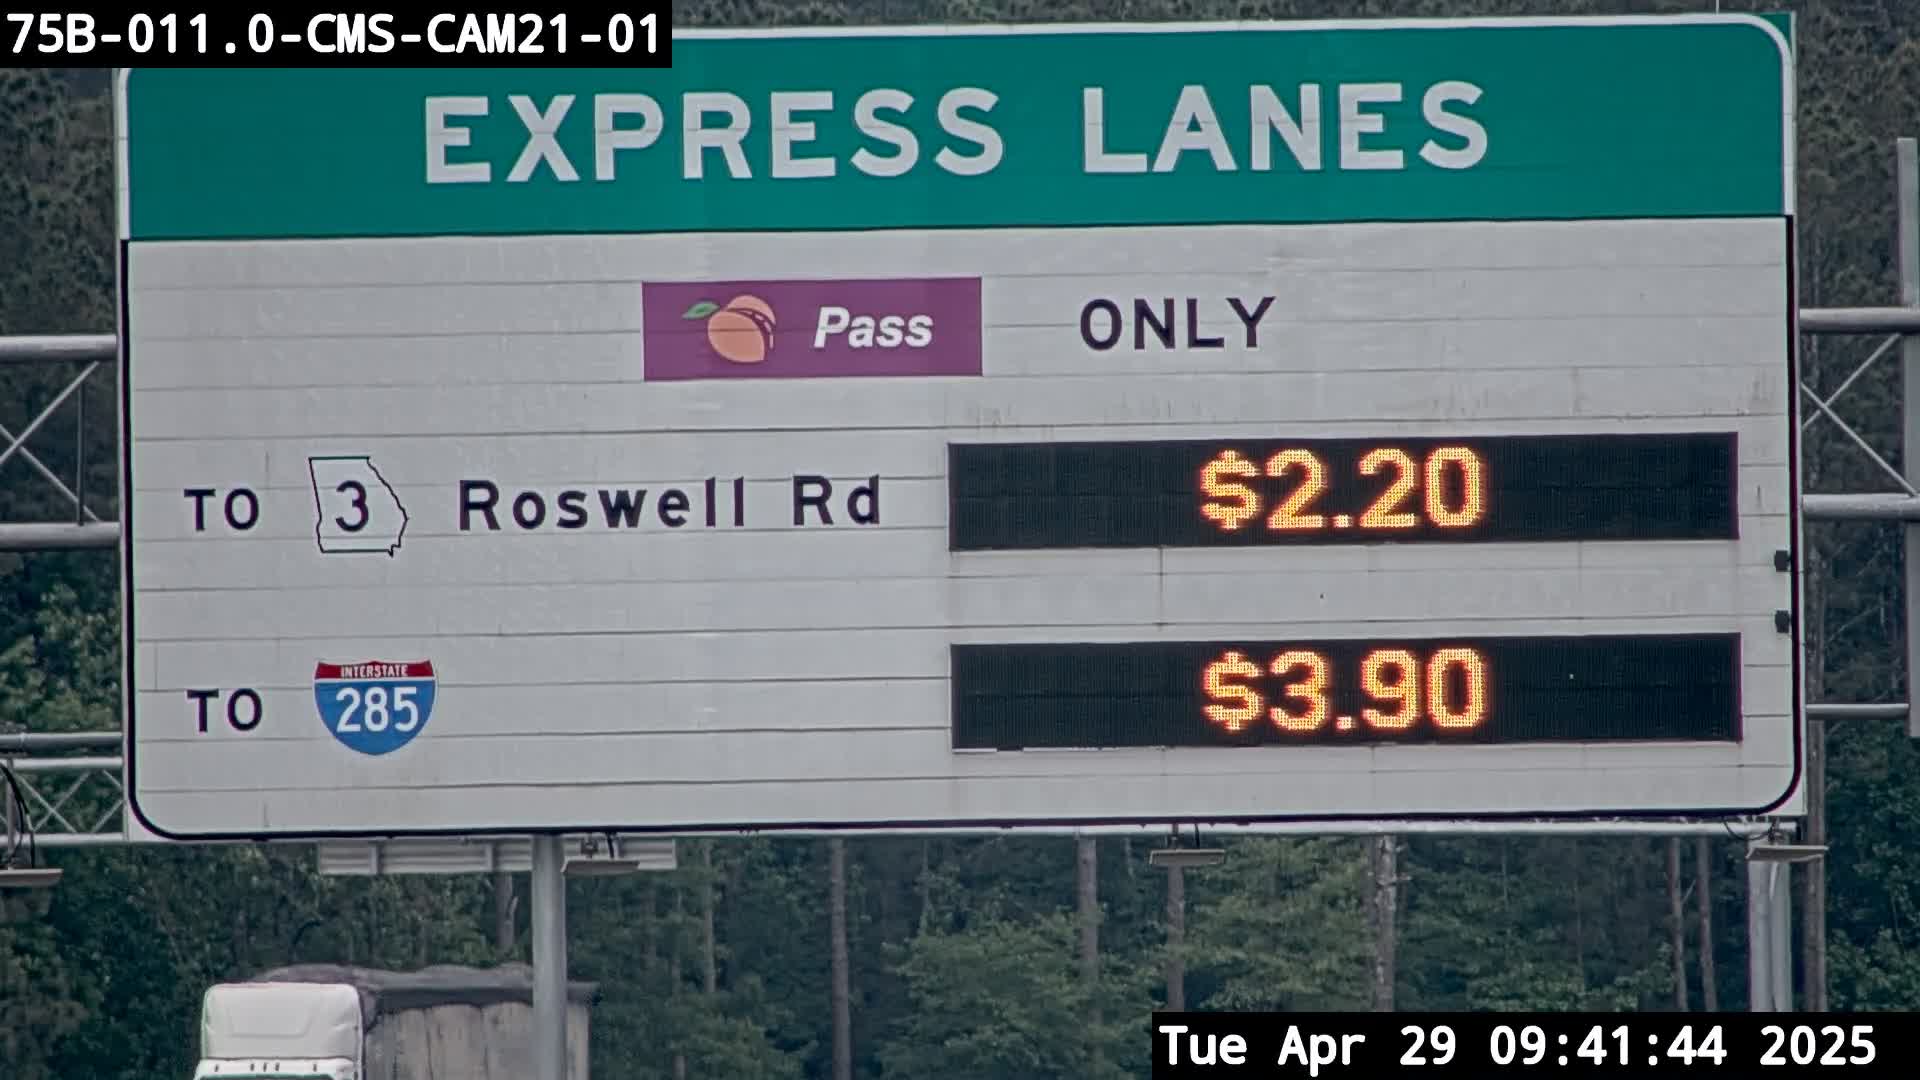 75B-011.0-CMS-CAM21-01
EXPRESS LANES
Pass ONLY
TO 3 Roswell Rd $2.20
INTERSTATE
TO 285 $3.90
Tue Apr 29 09:41:44 2025